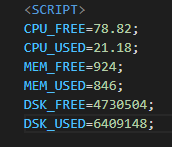 <SCRIPT>
CPU_FREE=78.82;
CPU_USED=21.18;
MEM_FREE=924;
MEM_USED=846;
DSK_FREE=4730504;
DSK_USED=6409148;